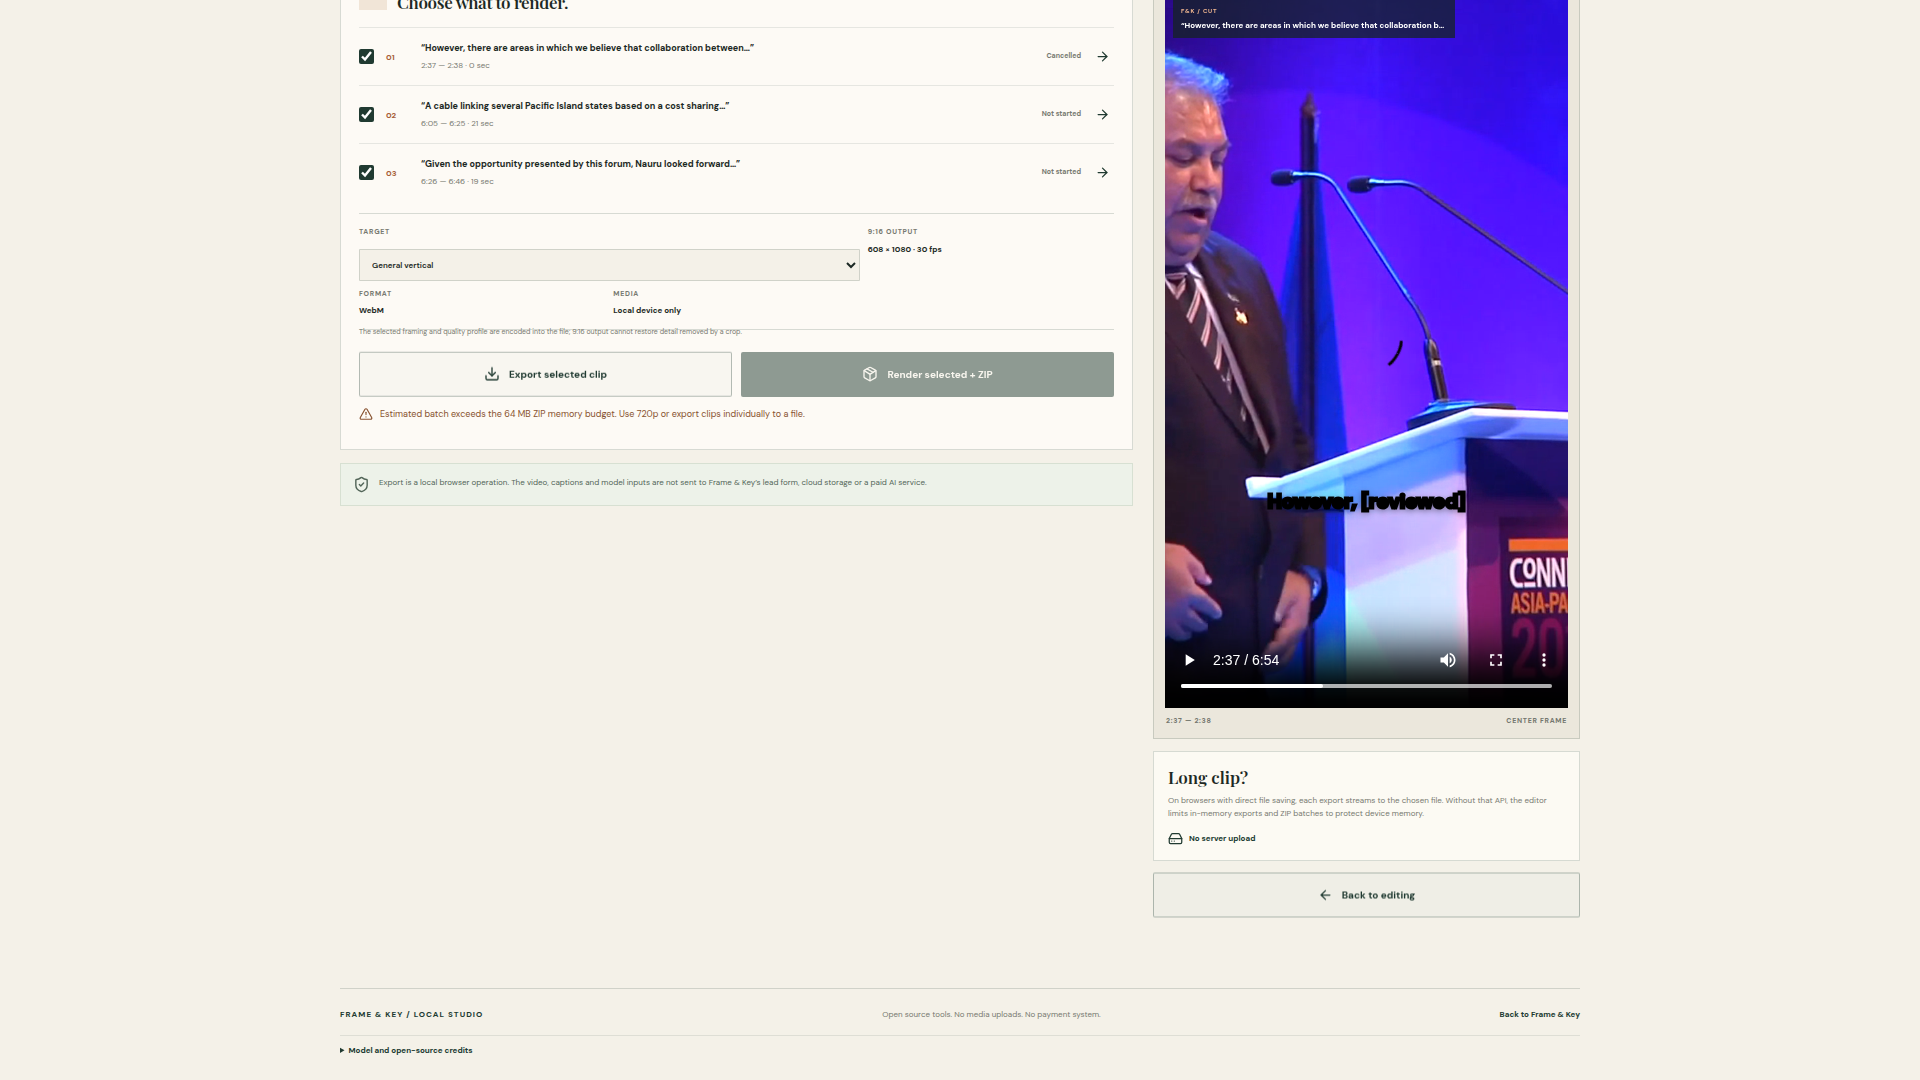 Choose what to render.
01
“However, there are areas in which we believe that collaboration between…”
2:37 — 2:38 · 0 sec
Cancelled
02
“A cable linking several Pacific Island states based on a cost sharing…”
6:05 — 6:25 · 21 sec
Not started
03
“Given the opportunity presented by this forum, Nauru looked forward…”
6:26 — 6:46 · 19 sec
Not started
TARGET
General vertical
9:16 OUTPUT
608 × 1080 · 30 fps
FORMAT
WebM
MEDIA
Local device only
The selected framing and quality profile are encoded into the file; 9:16 output cannot restore detail removed by a crop.
Export selected clip
Render selected + ZIP
Estimated batch exceeds the 64 MB ZIP memory budget. Use 720p or export clips individually to a file.
Export is a local browser operation. The video, captions and model inputs are not sent to Frame & Key's lead form, cloud storage or a paid AI service.
F&K / CUT
“However, there are areas in which we believe that collaboration b…
However, [reviewed]
CONN
ASIA-PA
20
2:37 / 6:54
2:37 — 2:38
CENTER FRAME
Long clip?
On browsers with direct file saving, each export streams to the chosen file. Without that API, the editor
limits in-memory exports and ZIP batches to protect device memory.
No server upload
Back to editing
FRAME & KEY / LOCAL STUDIO
Open source tools. No media uploads. No payment system.
Back to Frame & Key
Model and open-source credits